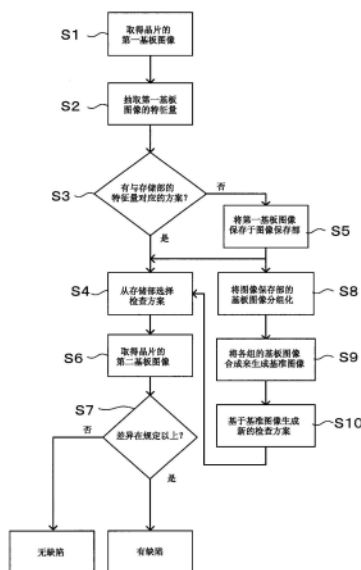 S1
取得晶片的
第一基板图像
S2
抽取第一基板
图像的特征量
S3
有与存储部的
特征量对应的方案？
否
是
将第一基板图像
保存于图像保存部
S5
S4
从存储部选择
检查方案
将图像保存部的
基板图像分组化
S8
S6
取得晶片的
第二基板图像
将各组的基板图像
合成来生成基准图像
S9
S7
差异在规定以上？
否
是
基于基准图像生成
新的检查方案
S10
无缺陷
有缺陷